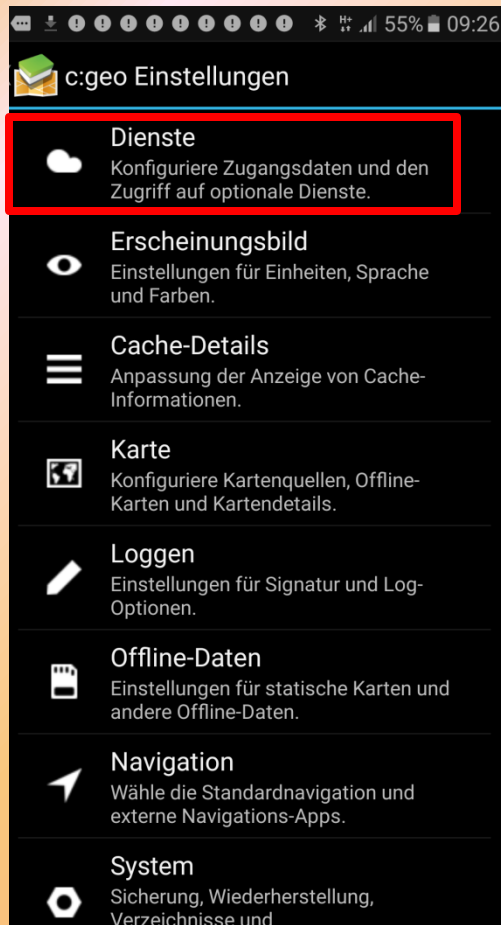 55% 09:26
c:geo Einstellungen
Dienste
Konfiguriere Zugangsdaten und den
Zugriff auf optionale Dienste.
Erscheinungsbild
Einstellungen für Einheiten, Sprache
und Farben.
Cache-Details
Anpassung der Anzeige von Cache-
Informationen.
Karte
Konfiguriere Kartenquellen, Offline-
Karten und Kartendetails.
Loggen
Einstellungen für Signatur und Log-
Optionen.
Offline-Daten
Einstellungen für statische Karten und
andere Offline-Daten.
Navigation
Wähle die Standardnavigation und
externe Navigations-Apps.
System
Sicherung, Wiederherstellung,
Verzeichnisse und